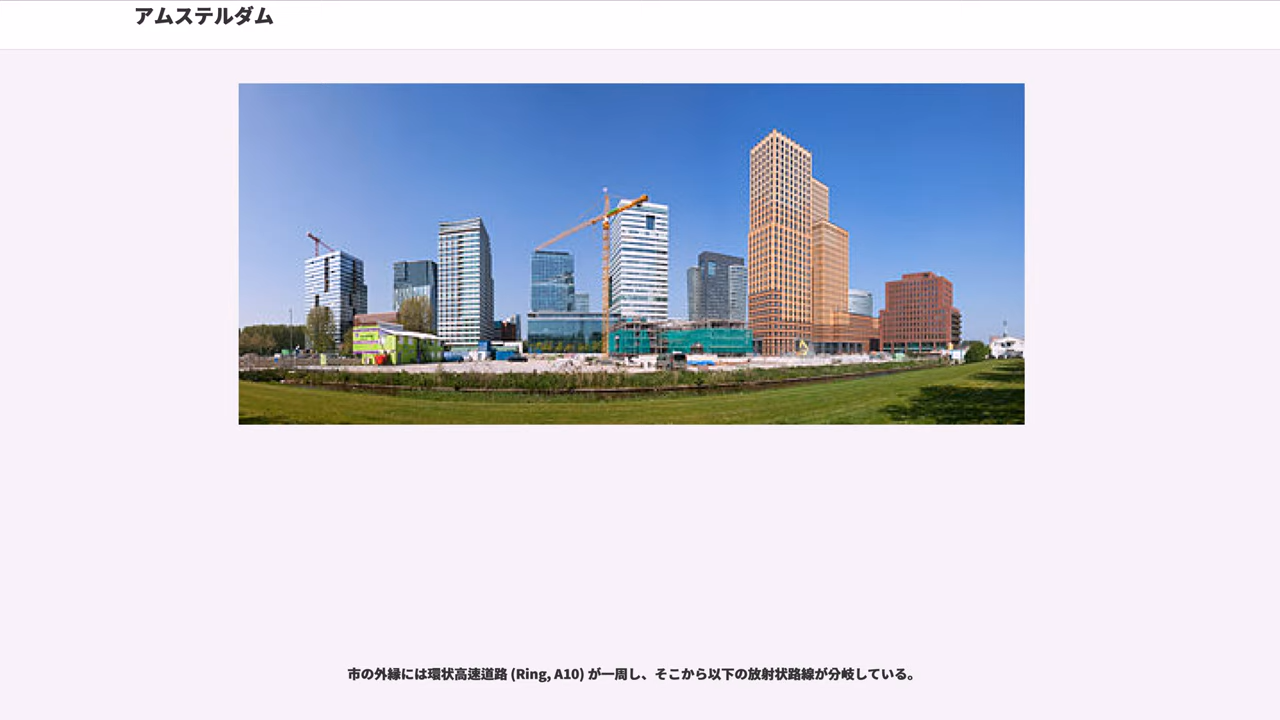 アムステルダム
市の外縁には環状高速道路 (Ring, A10) が一周し、そこから以下の放射状路線が分岐している。